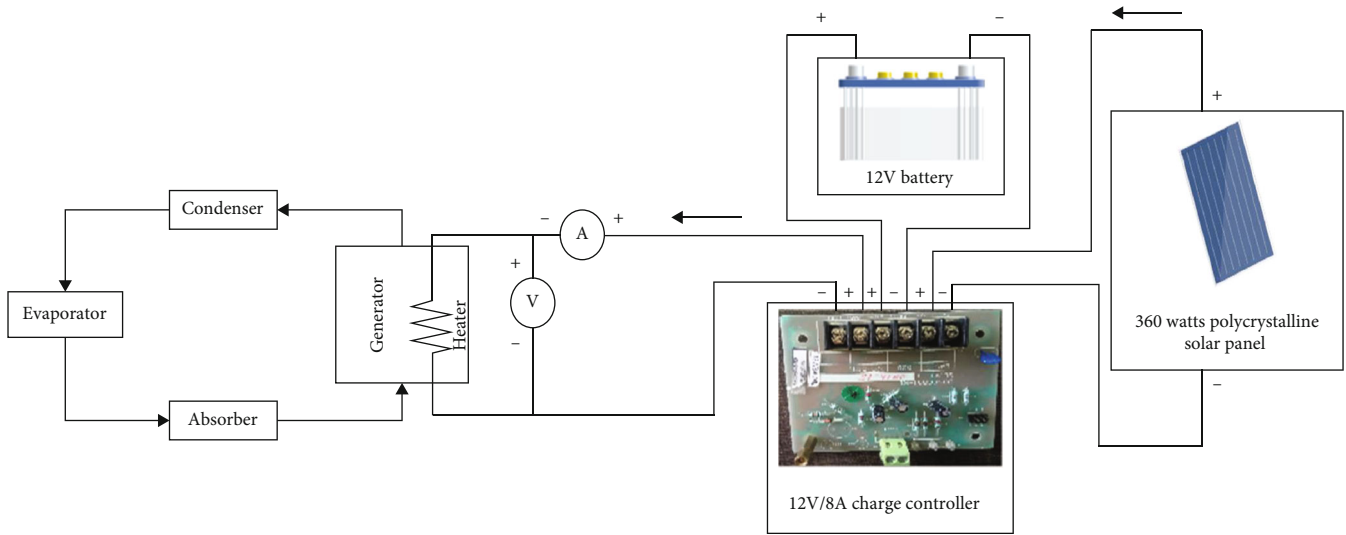 + −
12V battery
+
360 watts polycrystalline
solar panel
−
Condenser
Evaporator
Absorber
Generator
Heater
− A +
+
V
−
− + + − + −
12V/8A charge controller